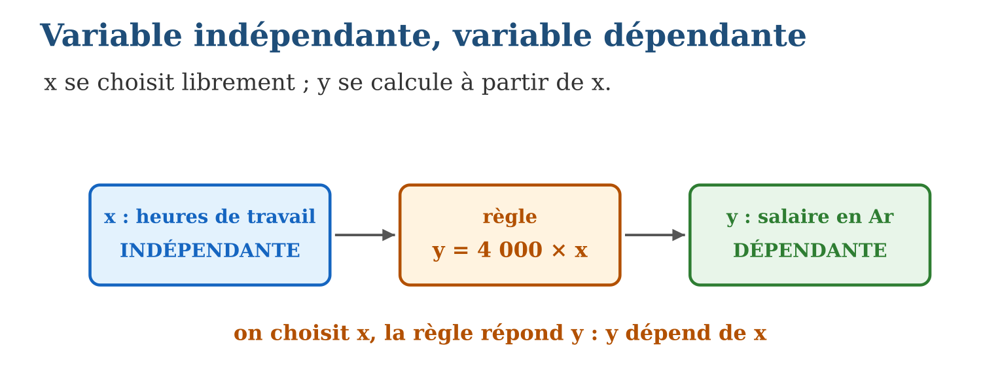 Variable indépendante, variable dépendante
x se choisit librement ; y se calcule à partir de x.
x : heures de travail
INDÉPENDANTE
règle
y = 4 000 × x
y : salaire en Ar
DÉPENDANTE
on choisit x, la règle répond y : y dépend de x